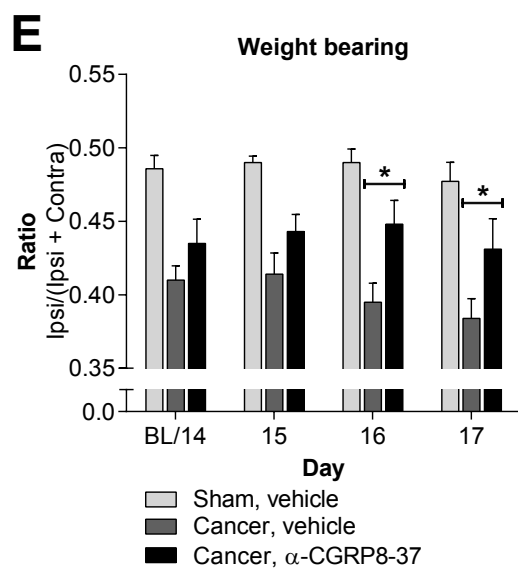 E
Weight bearing
Ratio
Ipsi/(Ipsi + Contra)
0.55
0.50
0.45
0.40
0.35
0.0
*
*
BL/14 15 16 17
Day
Sham, vehicle
Cancer, vehicle
Cancer, α-CGRP8-37